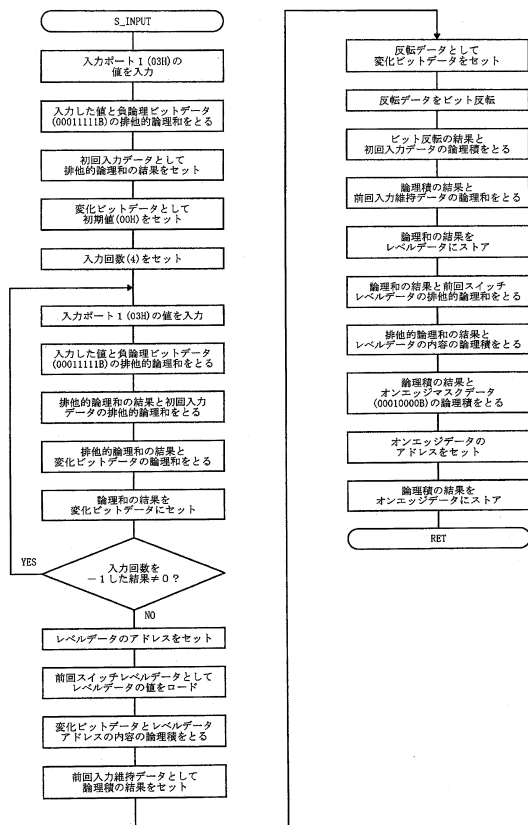 S_INPUT
入力ポート1(03H)の
値を入力
入力した値と負論理ビットデータ
(00011111B)の排他的論理和をとる
初回入力データとして
排他的論理和の結果をセット
変化ビットデータとして
初期値(00H)をセット
入力回数(4)をセット
入力ポート1(03H)の値を入力
入力した値と負論理ビットデータ
(00011111B)の排他的論理和をとる
排他的論理和の結果と初回入力
データの排他的論理和をとる
排他的論理和の結果と
変化ビットデータの論理和をとる
論理和の結果を
変化ビットデータにセット
YES
入力回数を
－1した結果≠0？
NO
レベルデータのアドレスをセット
前回スイッチレベルデータとして
レベルデータの値をロード
変化ビットデータとレベルデータ
アドレスの内容の論理積をとる
前回入力維持データとして
論理積の結果をセット
反転データとして
変化ビットデータをセット
反転データをビット反転
ビット反転の結果と
初回入力データの論理積をとる
論理積の結果と
前回入力維持データの論理和をとる
論理和の結果を
レベルデータにストア
論理和の結果と前回スイッチ
レベルデータの排他的論理和をとる
排他的論理和の結果と
レベルデータの内容の論理積をとる
論理積の結果と
オンエッジマスクデータ
(00010000B)の論理積をとる
オンエッジデータの
アドレスをセット
論理積の結果を
オンエッジデータにストア
RET